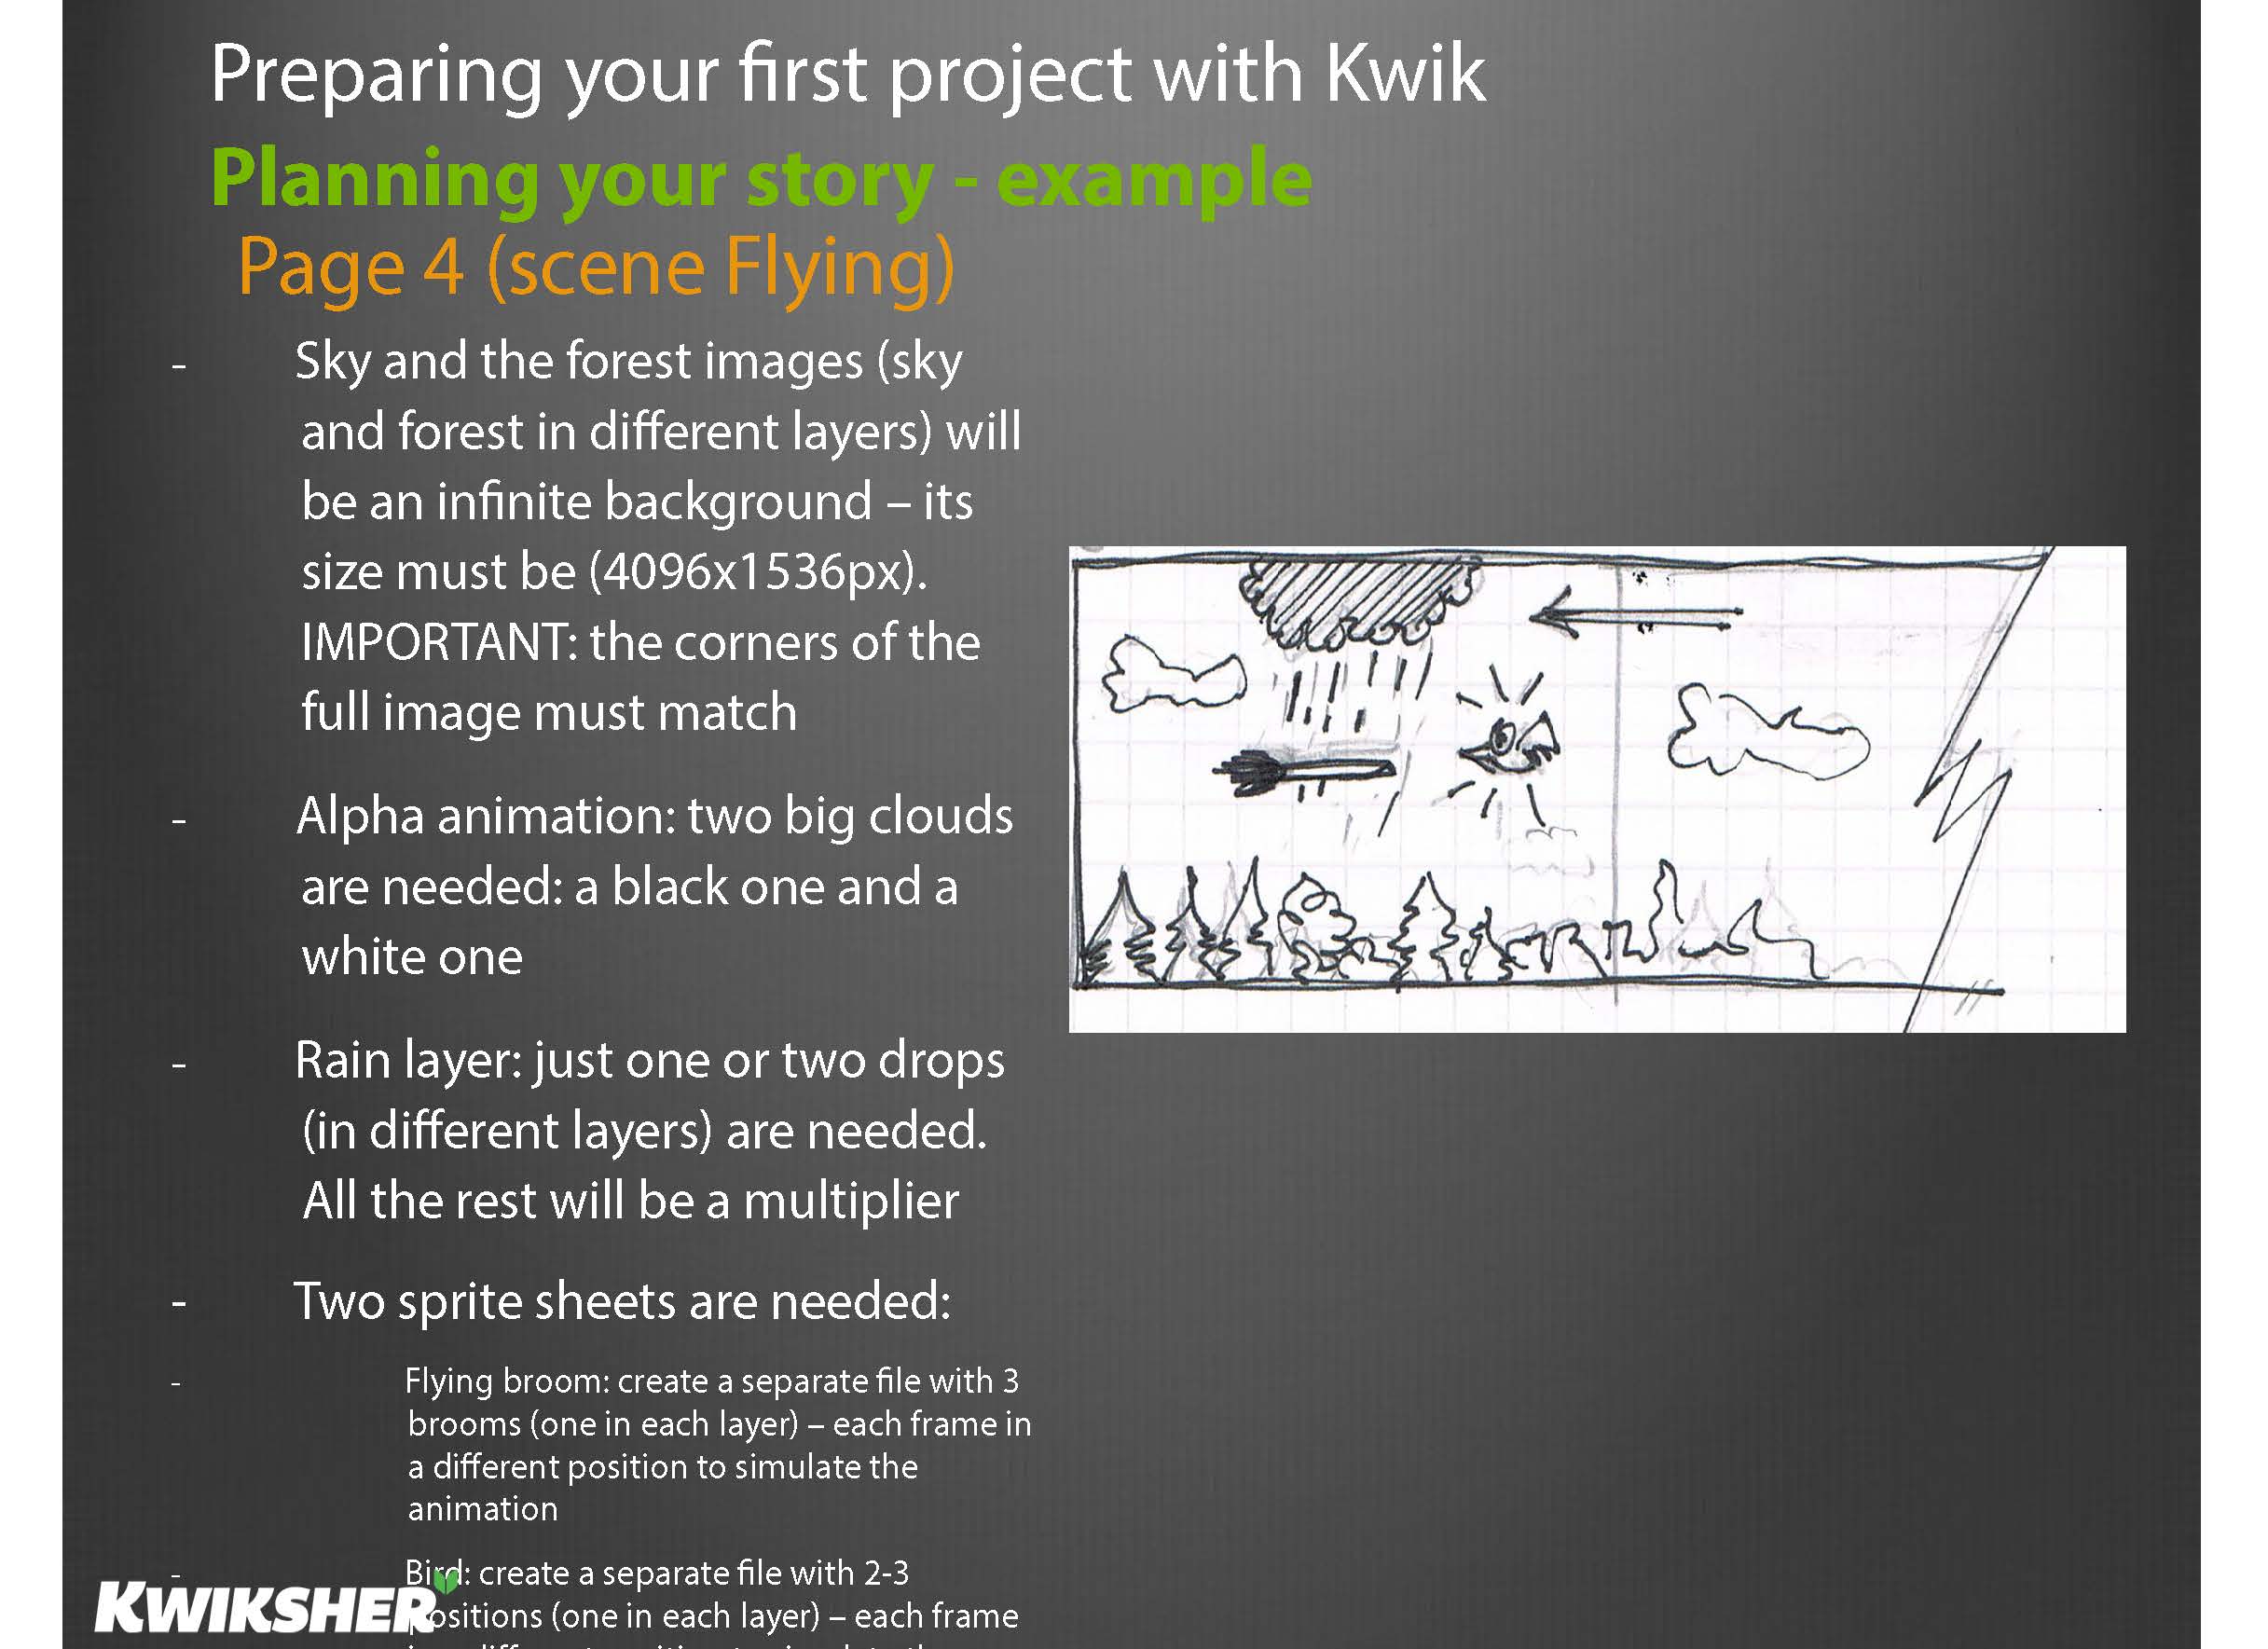 Preparing your first project with Kwik
Planning your story - example
Page 4 (scene Flying)
- Sky and the forest images (sky
and forest in different layers) will
be an infinite background – its
size must be (4096x1536px).
IMPORTANT: the corners of the
full image must match
- Alpha animation: two big clouds
are needed: a black one and a
white one
- Rain layer: just one or two drops
(in different layers) are needed.
All the rest will be a multiplier
- Two sprite sheets are needed:
- Flying broom: create a separate file with 3
brooms (one in each layer) – each frame in
a different position to simulate the
animation
- Bird: create a separate file with 2-3
positions (one in each layer) – each frame
KWIKSHER